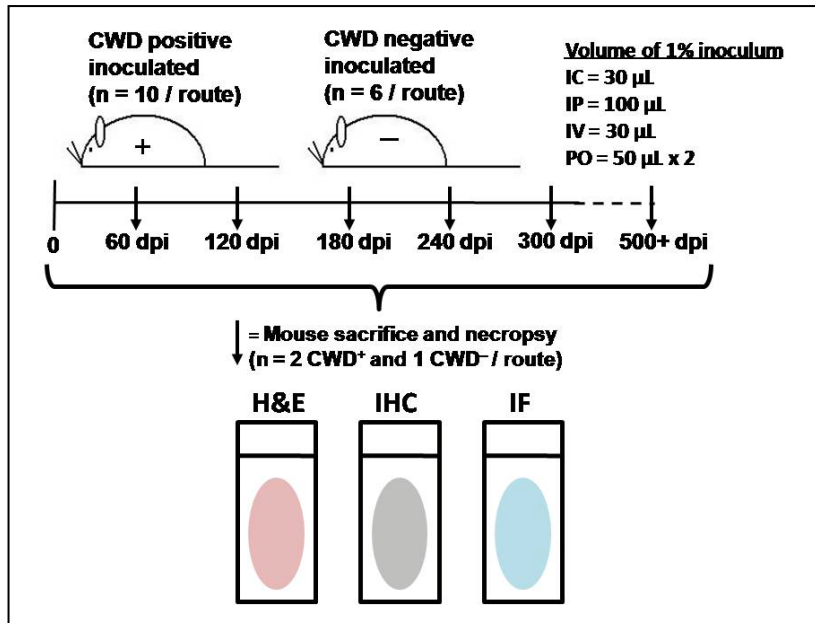 CWD positive
inoculated
(n = 10 / route)
CWD negative
inoculated
(n = 6 / route)
Volume of 1% inoculum
IC = 30 µL
IP = 100 µL
IV = 30 µL
PO = 50 µL x 2
+
–
0
60 dpi
120 dpi
180 dpi
240 dpi
300 dpi
500+ dpi
= Mouse sacrifice and necropsy
(n = 2 CWD⁺ and 1 CWD⁻ / route)
H&E
IHC
IF